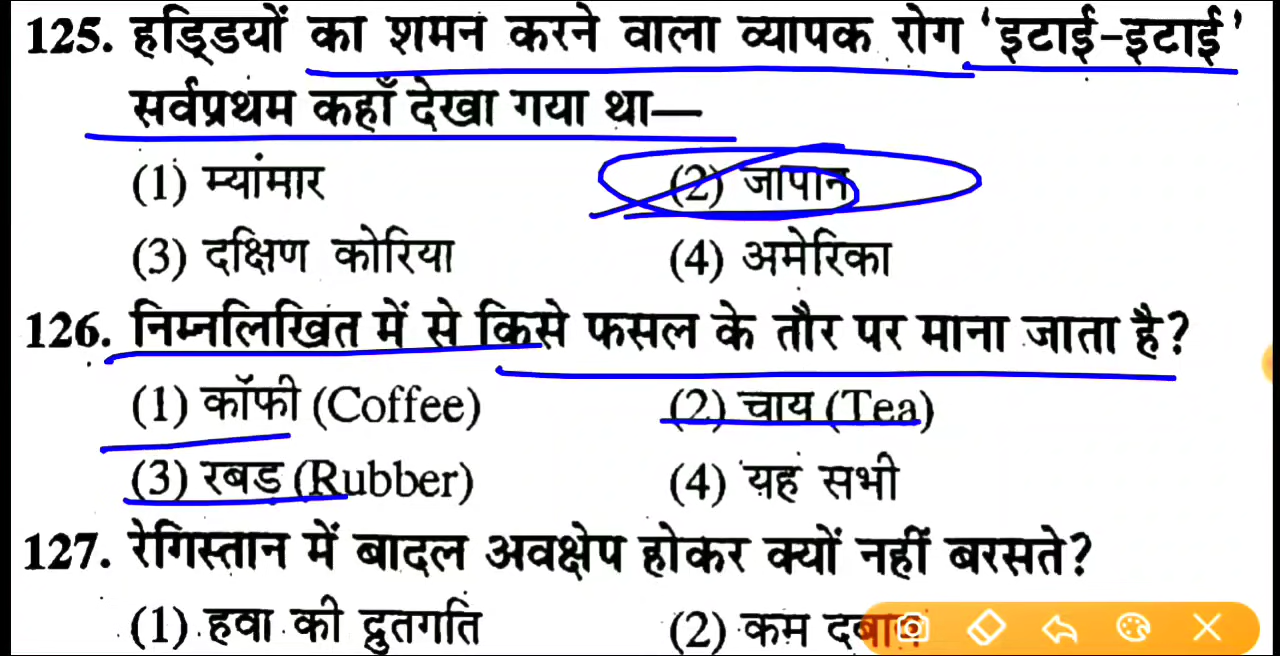 125. हड्डियों का शमन करने वाला व्यापक रोग ‘इटाई-इटाई’
सर्वप्रथम कहाँ देखा गया था—
(1) म्यांमार (2) जापान
(3) दक्षिण कोरिया (4) अमेरिका
126. निम्नलिखित में से किसे फसल के तौर पर माना जाता है?
(1) कॉफी (Coffee) (2) चाय (Tea)
(3) रबड (Rubber) (4) यह सभी
127. रेगिस्तान में बादल अवक्षेप होकर क्यों नहीं बरसते?
(1) हवा की द्रुतगति (2) कम